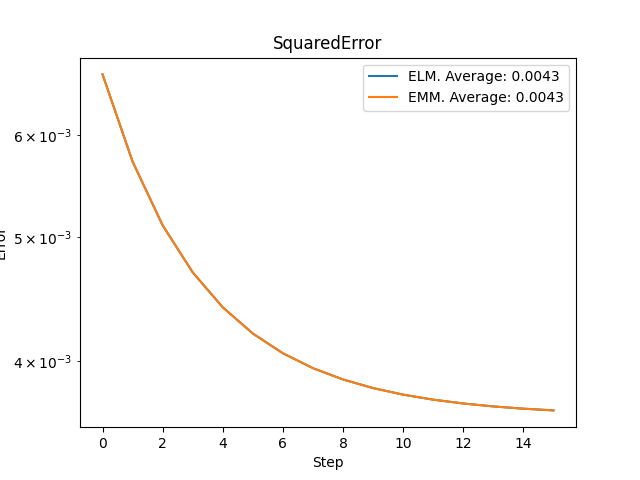 SquaredError
ELM. Average: 0.0043
EMM. Average: 0.0043
6 × 10⁻³
5 × 10⁻³
4 × 10⁻³
Error
0 2 4 6 8 10 12 14
Step